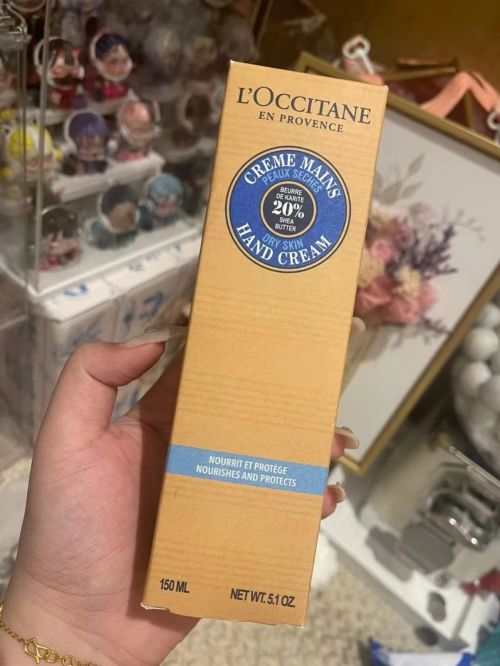 L'OCCITANE
EN PROVENCE
CREME MAINS
PEAUX SECHES
BEURRE
DE KARITE
20%
SHEA
BUTTER
DRY SKIN
HAND CREAM
NOURRIT ET PROTÈGE
NOURISHES AND PROTECTS
150 ML NET WT. 5.1 OZ.